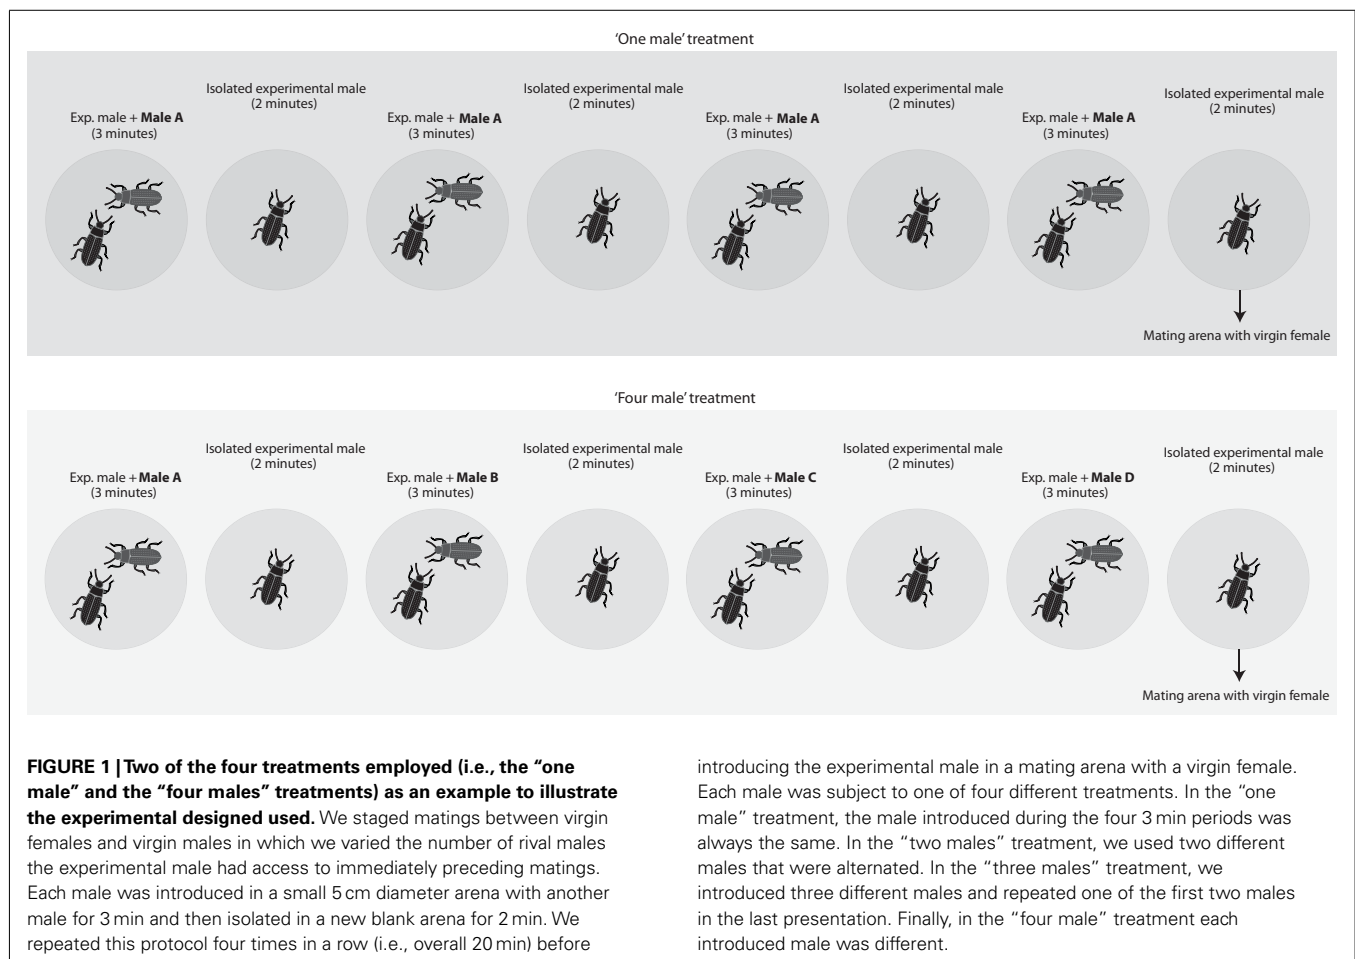 'One male' treatment
Isolated experimental male
(2 minutes)
Isolated experimental male
(2 minutes)
Isolated experimental male
(2 minutes)
Isolated experimental male
(2 minutes)
Exp. male + Male A
(3 minutes)
Exp. male + Male A
(3 minutes)
Exp. male + Male A
(3 minutes)
Exp. male + Male A
(3 minutes)
Mating arena with virgin female
'Four male' treatment
Isolated experimental male
(2 minutes)
Isolated experimental male
(2 minutes)
Isolated experimental male
(2 minutes)
Isolated experimental male
(2 minutes)
Exp. male + Male A
(3 minutes)
Exp. male + Male B
(3 minutes)
Exp. male + Male C
(3 minutes)
Exp. male + Male D
(3 minutes)
Mating arena with virgin female
FIGURE 1 | Two of the four treatments employed (i.e., the “one
male” and the “four males” treatments) as an example to illustrate
the experimental designed used. We staged matings between virgin
females and virgin males in which we varied the number of rival males
the experimental male had access to immediately preceding matings.
Each male was introduced in a small 5 cm diameter arena with another
male for 3 min and then isolated in a new blank arena for 2 min. We
repeated this protocol four times in a row (i.e., overall 20 min) before
introducing the experimental male in a mating arena with a virgin female.
Each male was subject to one of four different treatments. In the “one
male” treatment, the male introduced during the four 3 min periods was
always the same. In the “two males” treatment, we used two different
males that were alternated. In the “three males” treatment, we
introduced three different males and repeated one of the first two males
in the last presentation. Finally, in the “four male” treatment each
introduced male was different.